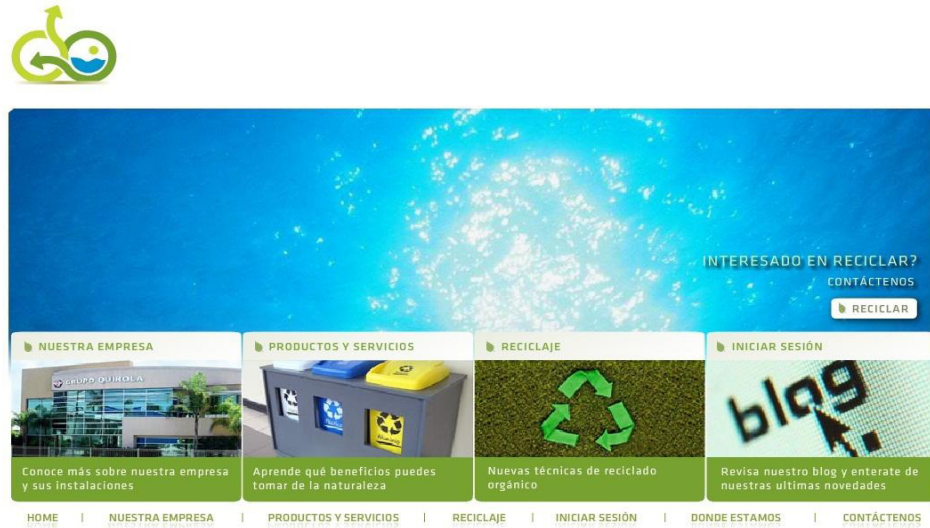 INTERESADO EN RECICLAR?
CONTÁCTENOS
RECICLAR
NUESTRA EMPRESA
PRODUCTOS Y SERVICIOS
RECICLAJE
INICIAR SESIÓN
GRUPO QUIROLA
blog
Conoce más sobre nuestra empresa
y sus instalaciones
Aprende qué beneficios puedes
tomar de la naturaleza
Nuevas técnicas de reciclado
orgánico
Revisa nuestro blog y enterate de
nuestras ultimas novedades
HOME | NUESTRA EMPRESA | PRODUCTOS Y SERVICIOS | RECICLAJE | INICIAR SESIÓN | DONDE ESTAMOS | CONTÁCTENOS